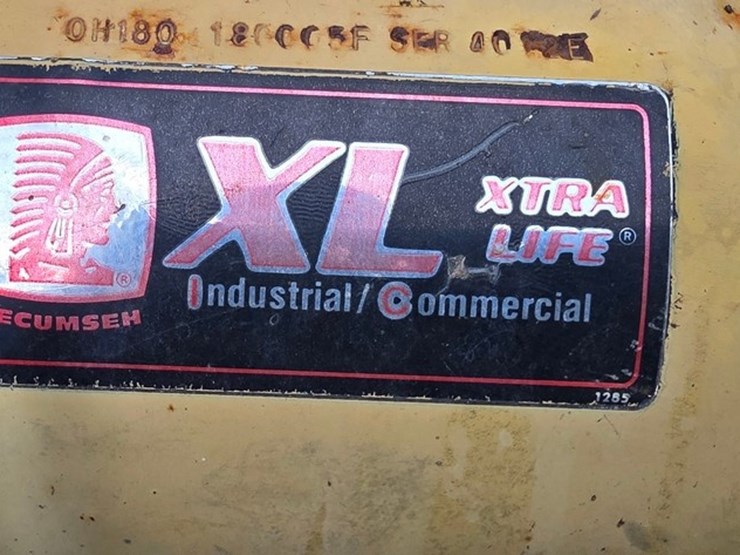 OH180 SER
XL XTRA
LIFE®
®
ECUMSEH
Industrial/Commercial
1285